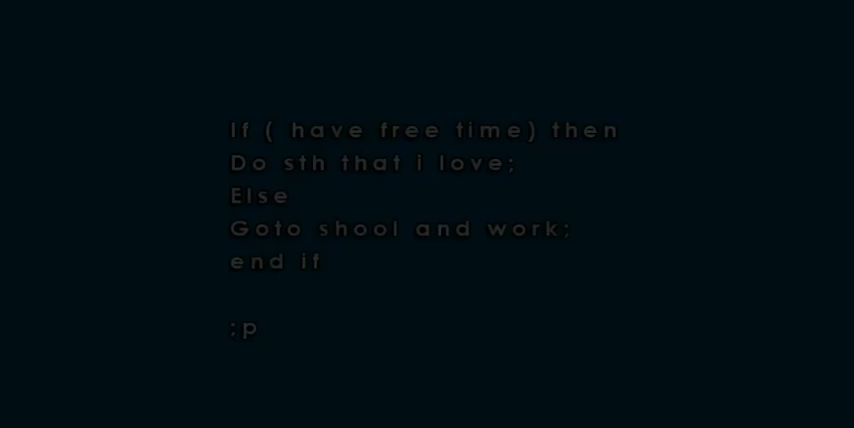 If ( have free time) then
Do sth that i love;
Else
Goto shool and work;
end if
;p